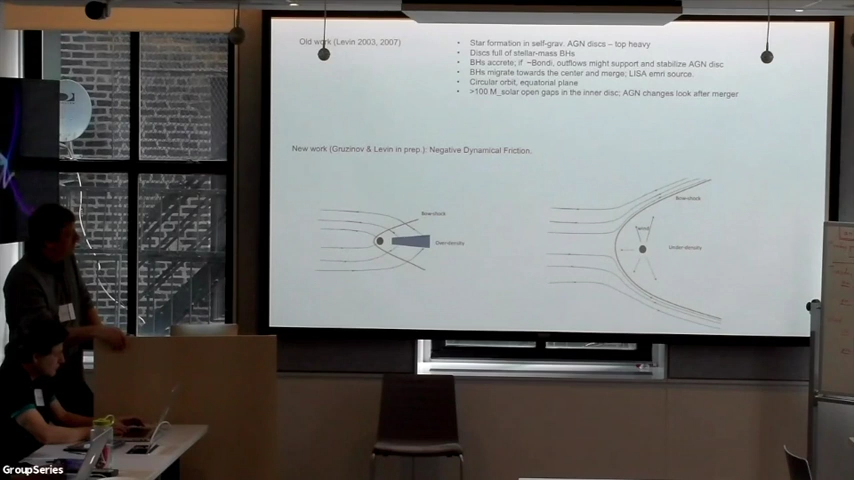 Old work (Levin 2003, 2007)
• Star formation in self-grav. AGN discs – top heavy
• Discs full of stellar-mass BHs
• BHs accrete; if ~Bondi, outflows might support and stabilize AGN disc
• BHs migrate towards the center and merge; LISA emri source.
• Circular orbit, equatorial plane
• >100 M_solar open gaps in the inner disc; AGN changes look after merger
New work (Gruzinov & Levin in prep.): Negative Dynamical Friction.
Bow-shock
Over-density
Bow-shock
Under-density
GroupSeries